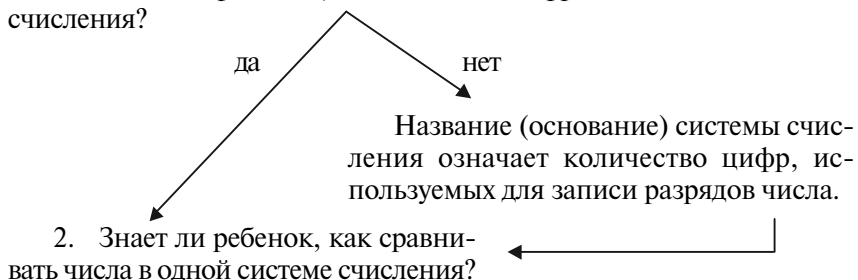 счисления?
да нет
Название (основание) системы счис-
ления означает количество цифр, ис-
пользуемых для записи разрядов числа.
2. Знает ли ребенок, как сравни-
вать числа в одной системе счисления?